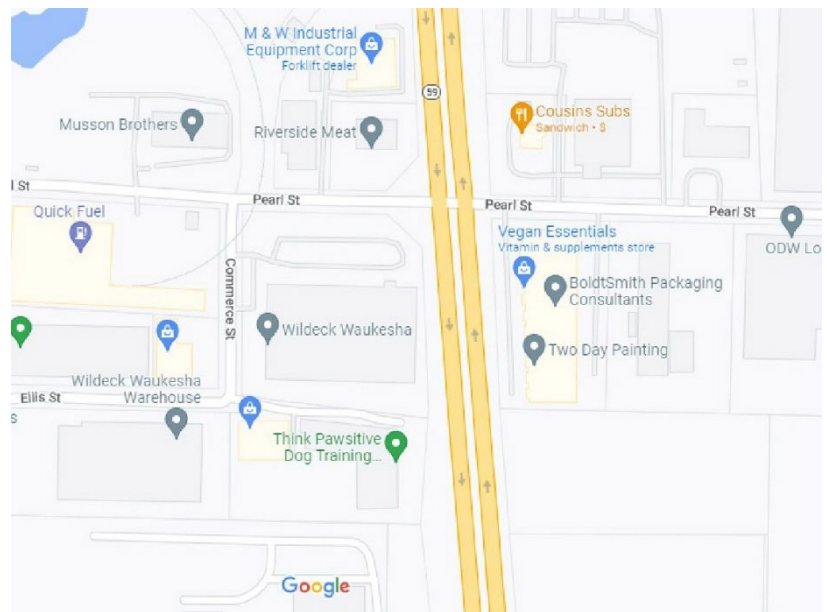 M & W Industrial
Equipment Corp
Forklift dealer
59
Musson Brothers
Riverside Meat
Cousins Subs
Sandwich • $
l St
Pearl St
Pearl St
Pearl St
Quick Fuel
Vegan Essentials
Vitamin & supplements store
ODW Lo
BoldtSmith Packaging
Consultants
Commerce St
Wildeck Waukesha
Two Day Painting
Wildeck Waukesha
Warehouse
Ellis St
s
Think Pawsitive
Dog Training...
Google